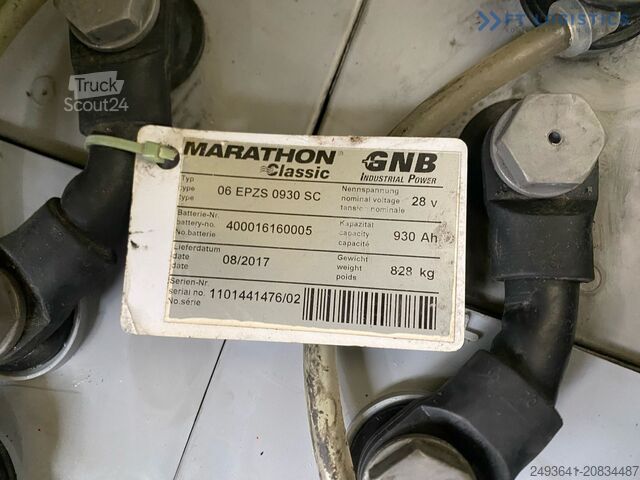 FT LOGISTICS
Truck
Scout24
MARATHON Classic
GNB
INDUSTRIAL POWER
Typ
type
type
06 EPZS 0930 SC
Nennspannung
nominal voltage
tension nominale
28 v
Batterie-Nr.
battery-no.
No.batterie
400016160005
Kapazität
capacity
capacité
930 Ah
Lieferdatum
date
date
08/2017
Gewicht
weight
poids
828 kg
Serien-Nr
serial no.
No.série
1101441476/02
2493641-20834487